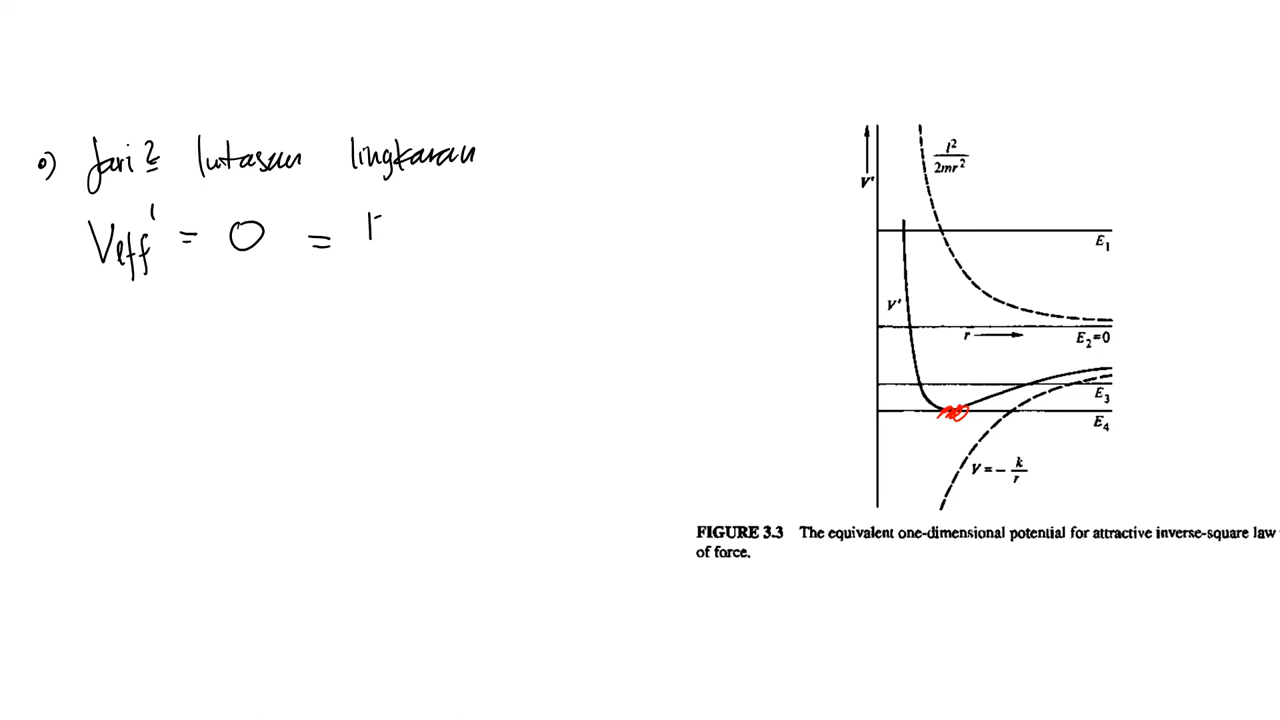 o) Jari2 lintasan lingkaran
Veff' = 0 =
l²/2mr²
V'
E₁
V'
r
E₂=0
E₃
E₄
V = - k/r
FIGURE 3.3 The equivalent one-dimensional potential for attractive inverse-square law
of force.